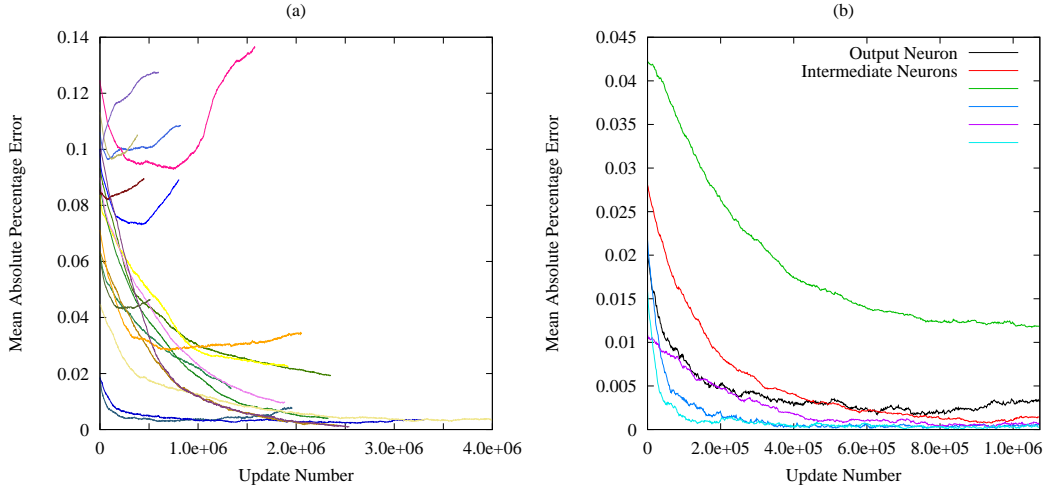 (a)
0.14
0.12
0.1
0.08
0.06
0.04
0.02
0
0
1.0e+06
2.0e+06
3.0e+06
4.0e+06
Mean Absolute Percentage Error
Update Number
(b)
0.045
0.04
0.035
0.03
0.025
0.02
0.015
0.01
0.005
0
0
2.0e+05
4.0e+05
6.0e+05
8.0e+05
1.0e+06
Mean Absolute Percentage Error
Update Number
Output Neuron
Intermediate Neurons